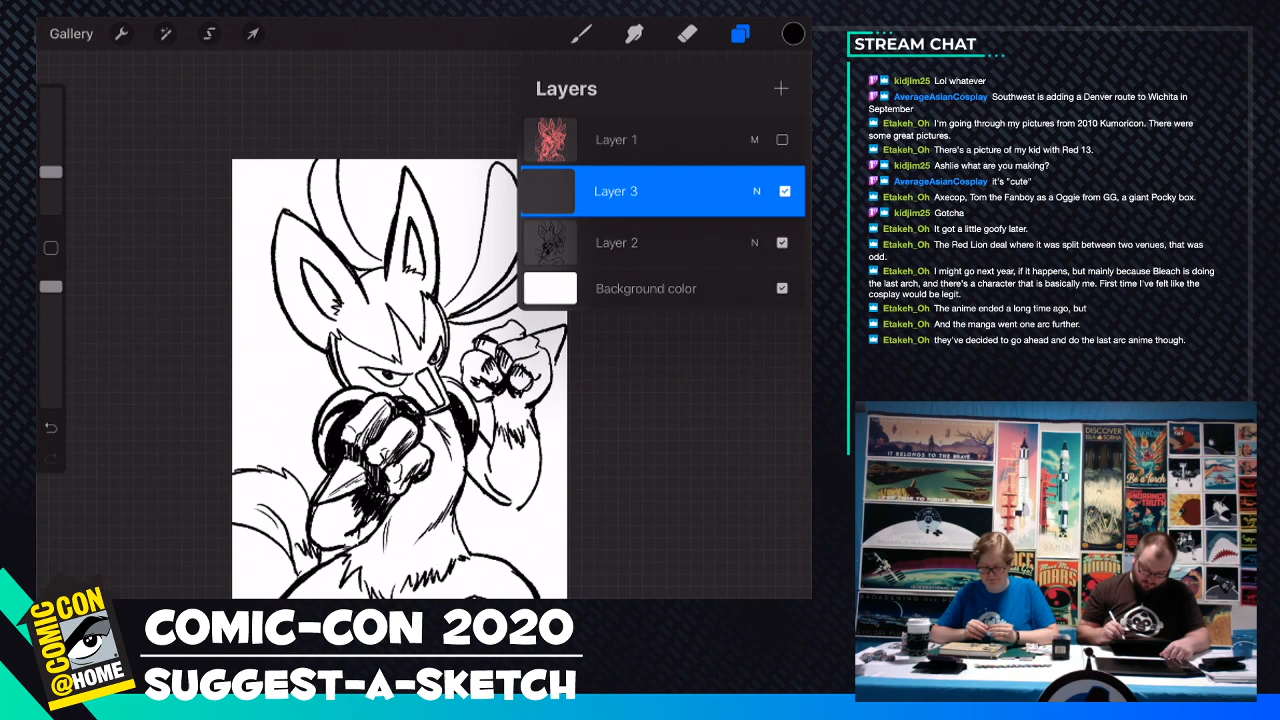 Gallery
Layers
Layer 1 M
Layer 3 N
Layer 2 N
Background color
STREAM CHAT
kidjim25 Lol whatever
AverageAsianCosplay Southwest is adding a Denver route to Wichita in
September
Etakeh_Oh I'm going through my pictures from 2010 Kumoricon. There were
some great pictures.
Etakeh_Oh There's a picture of my kid with Red 13.
kidjim25 Ashlie what are you making?
AverageAsianCosplay it's *cute*
Etakeh_Oh Axecop, Tom the Fanboy as a Oggie from GG, a giant Pocky box.
kidjim25 Gotcha
Etakeh_Oh It got a little goofy later.
Etakeh_Oh The Red Lion deal where it was split between two venues, that was
odd.
Etakeh_Oh I might go next year, if it happens, but mainly because Bleach is doing
the last arch, and there's a character that is basically me. First time I've felt like the
cosplay would be legit.
Etakeh_Oh The anime ended a long time ago, but
Etakeh_Oh And the manga went one arc further.
Etakeh_Oh they've decided to go ahead and do the last arc anime though.
IT BELONGS TO THE BRAVE
DISCOVER
ISLA SORNA
Be a Torch
IGNORANCE
TRUTH
GEMINI
MARS
COMIC CON
@HOME
COMIC-CON 2020
SUGGEST-A-SKETCH